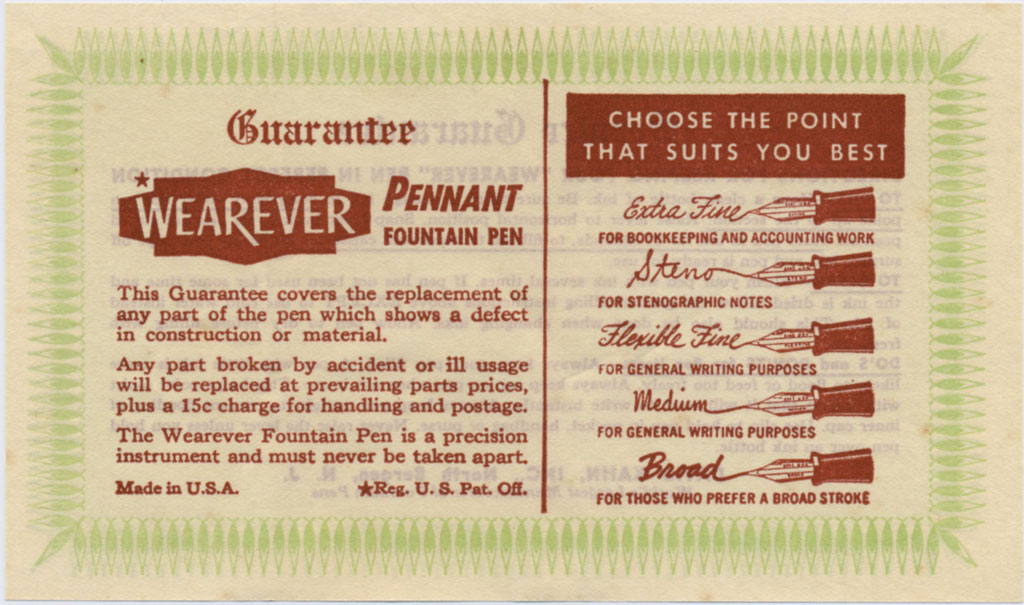 Guarantee
★
WEAREVER
PENNANT
FOUNTAIN PEN
This Guarantee covers the replacement of
any part of the pen which shows a defect
in construction or material.
Any part broken by accident or ill usage
will be replaced at prevailing parts prices,
plus a 15c charge for handling and postage.
The Wearever Fountain Pen is a precision
instrument and must never be taken apart.
Made in U.S.A. ★Reg. U.S. Pat. Off.
CHOOSE THE POINT
THAT SUITS YOU BEST
Extra Fine
FOR BOOKKEEPING AND ACCOUNTING WORK
Steno
FOR STENOGRAPHIC NOTES
Flexible Fine
FOR GENERAL WRITING PURPOSES
Medium
FOR GENERAL WRITING PURPOSES
Broad
FOR THOSE WHO PREFER A BROAD STROKE